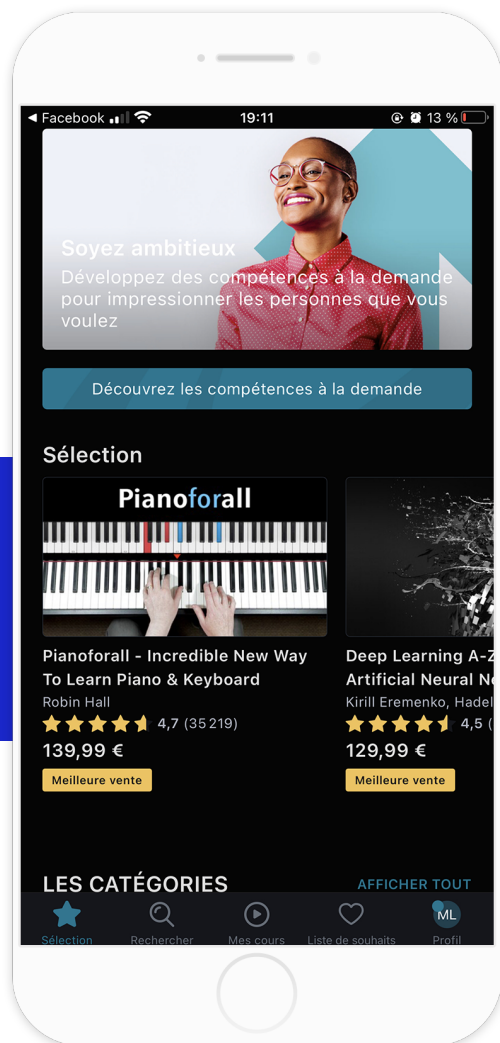 ◀ Facebook 19:11 13 %
Soyez ambitieux
Développez des compétences à la demande
pour impressionner les personnes que vous
voulez
Découvrez les compétences à la demande
Sélection
Pianoforall
Pianoforall - Incredible New Way
To Learn Piano & Keyboard
Robin Hall
4,7 (35 219)
139,99 €
Meilleure vente
Deep Learning A-Z
Artificial Neural Ne
Kirill Eremenko, Hadel
4,5 (
129,99 €
Meilleure vente
LES CATÉGORIES AFFICHER TOUT
Sélection Rechercher Mes cours Liste de souhaits ML Profil